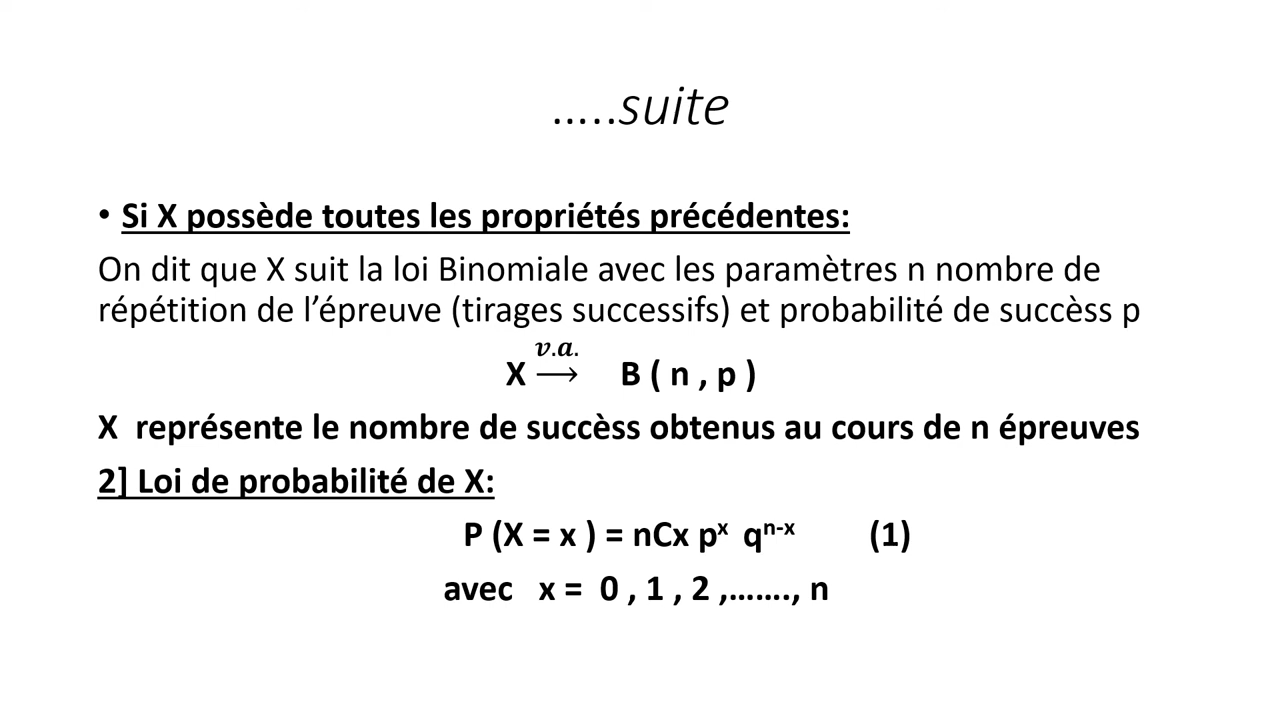 …..suite
• Si X possède toutes les propriétés précédentes:
On dit que X suit la loi Binomiale avec les paramètres n nombre de
répétition de l’épreuve (tirages successifs) et probabilité de succèss p
X \overset{v.a.}{⟶} B ( n , p )
X représente le nombre de succèss obtenus au cours de n épreuves
2] Loi de probabilité de X:
P (X = x ) = nCx pˣ qⁿ⁻ˣ (1)
avec x = 0 , 1 , 2 ,……., n